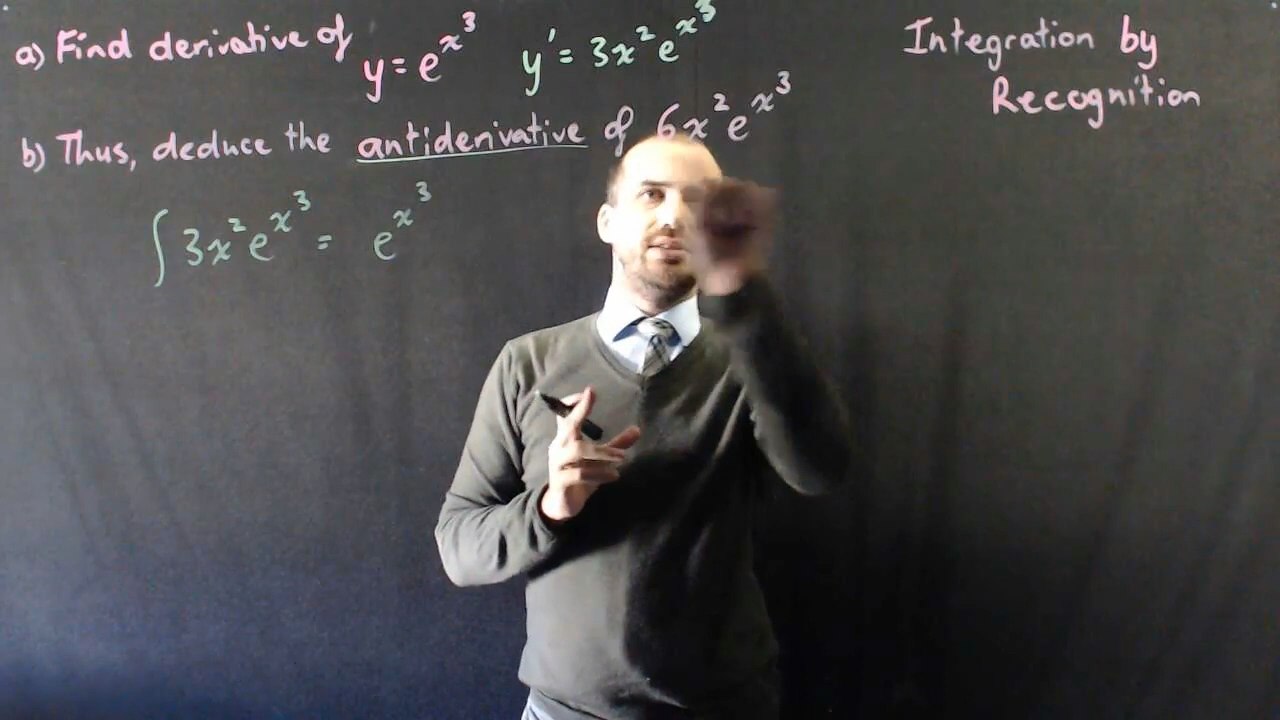 a) Find derivative of y = e^{x^3} y' = 3x^2 e^{x^3}
b) Thus, deduce the antiderivative of 6x^2 e^{x^3}
∫ 3x^2 e^{x^3} = e^{x^3}
Integration by
Recognition